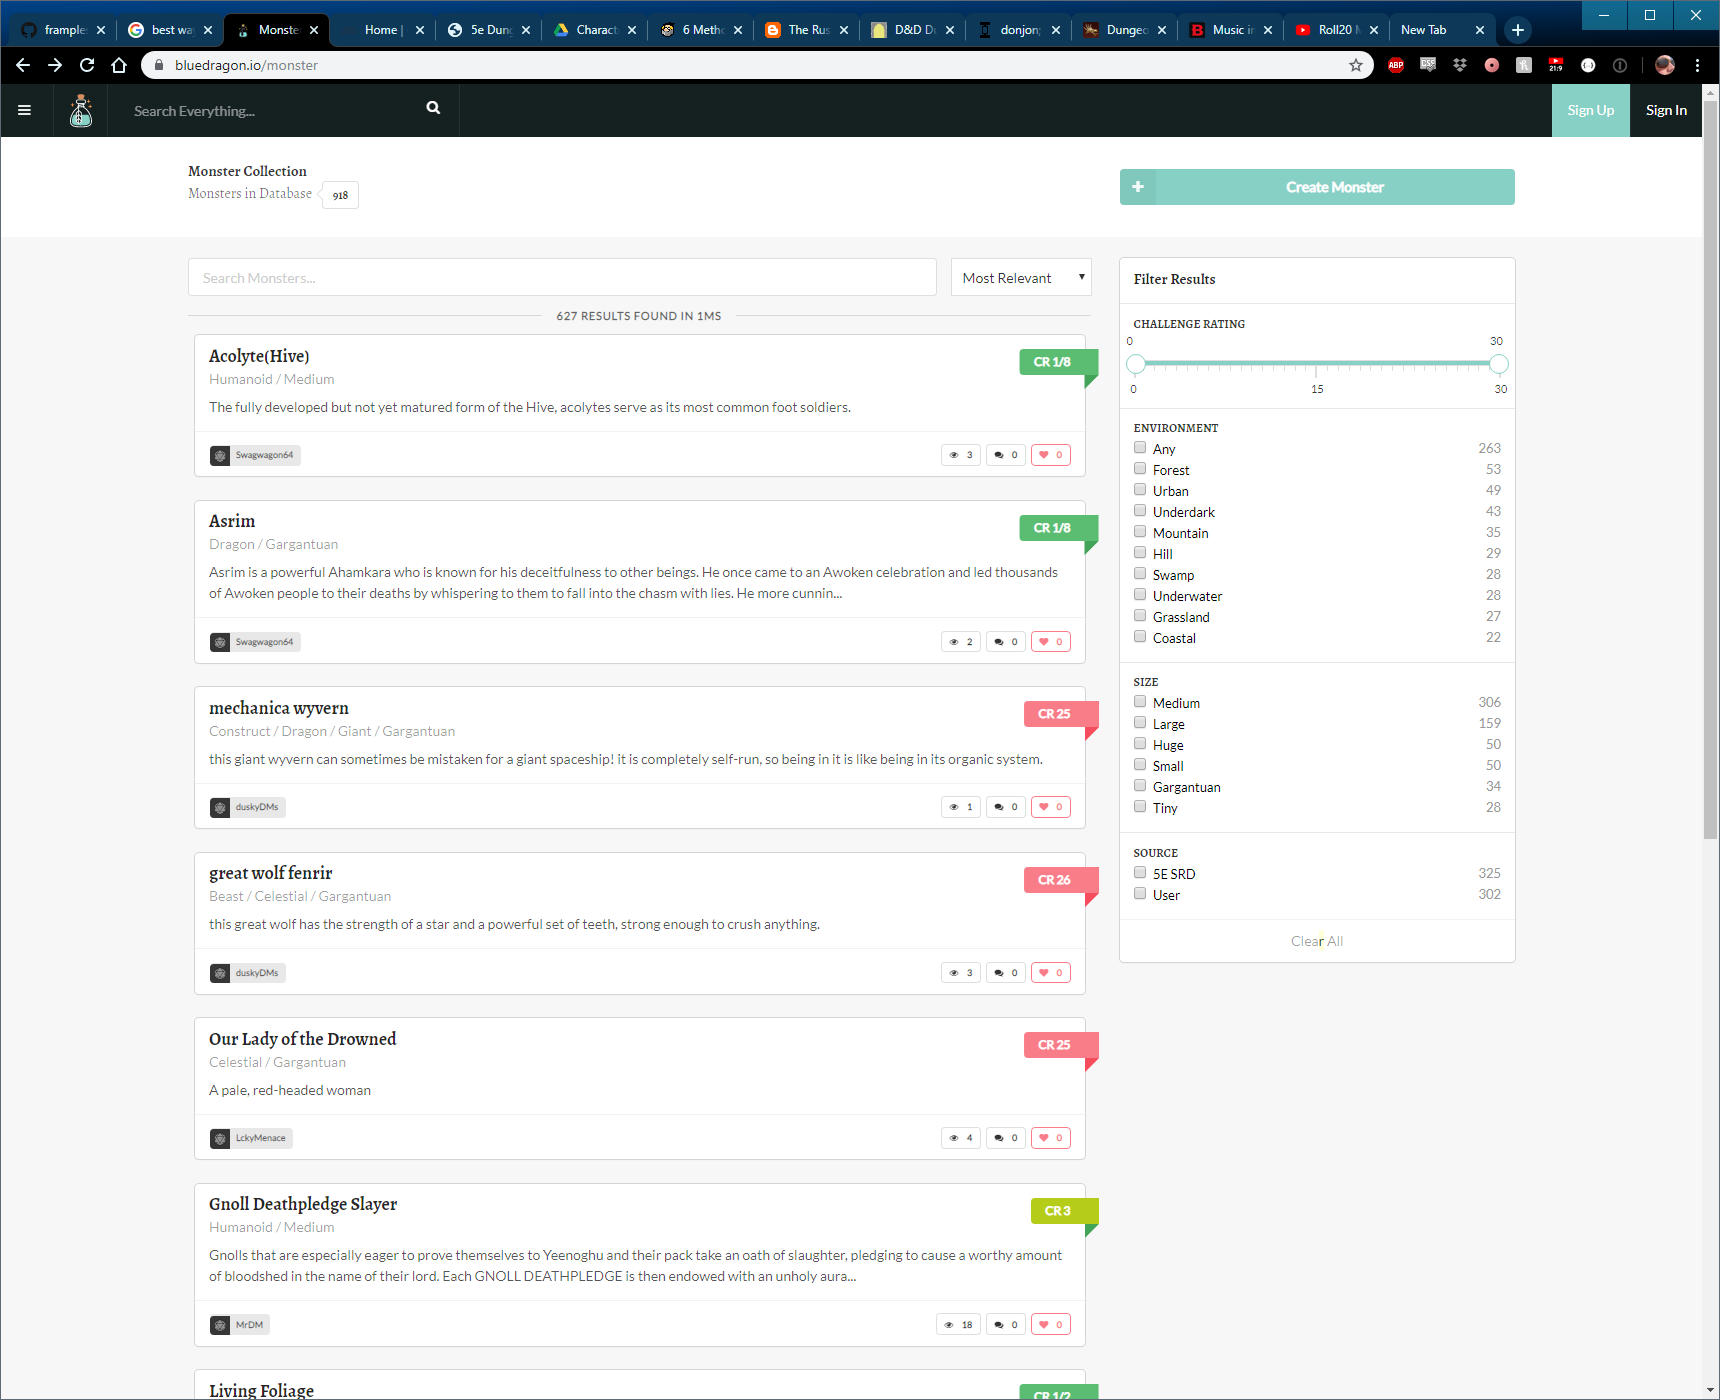 frample
best wa
Monste
Home |
5e Dung
Charact
6 Metho
The Rus
D&D D
donjon;
Dungeo
Music in
Roll20 M
New Tab
bluedragon.io/monster
ABP
CSS
21:9
Search Everything...
Sign Up
Sign In
Monster Collection
Monsters in Database 918
Create Monster
Search Monsters...
Most Relevant
627 RESULTS FOUND IN 1MS
Acolyte(Hive)
CR 1/8
Humanoid / Medium
The fully developed but not yet matured form of the Hive, acolytes serve as its most common foot soldiers.
Swagwagon64
3 0 0
Asrim
CR 1/8
Dragon / Gargantuan
Asrim is a powerful Ahamkara who is known for his deceitfulness to other beings. He once came to an Awoken celebration and led thousands
of Awoken people to their deaths by whispering to them to fall into the chasm with lies. He more cunnin...
Swagwagon64
2 0 0
mechanica wyvern
CR 25
Construct / Dragon / Giant / Gargantuan
this giant wyvern can sometimes be mistaken for a giant spaceship! it is completely self-run, so being in it is like being in its organic system.
duskyDMs
1 0 0
great wolf fenrir
CR 26
Beast / Celestial / Gargantuan
this great wolf has the strength of a star and a powerful set of teeth, strong enough to crush anything.
duskyDMs
3 0 0
Our Lady of the Drowned
CR 25
Celestial / Gargantuan
A pale, red-headed woman
LckyMenace
4 0 0
Gnoll Deathpledge Slayer
CR 3
Humanoid / Medium
Gnolls that are especially eager to prove themselves to Yeenoghu and their pack take an oath of slaughter, pledging to cause a worthy amount
of bloodshed in the name of their lord. Each GNOLL DEATHPLEDGE is then endowed with an unholy aura...
MrDM
18 0 0
Living Foliage
CR 1/2
Filter Results
CHALLENGE RATING
0 30
0 15 30
ENVIRONMENT
Any 263
Forest 53
Urban 49
Underdark 43
Mountain 35
Hill 29
Swamp 28
Underwater 28
Grassland 27
Coastal 22
SIZE
Medium 306
Large 159
Huge 50
Small 50
Gargantuan 34
Tiny 28
SOURCE
5E SRD 325
User 302
Clear All